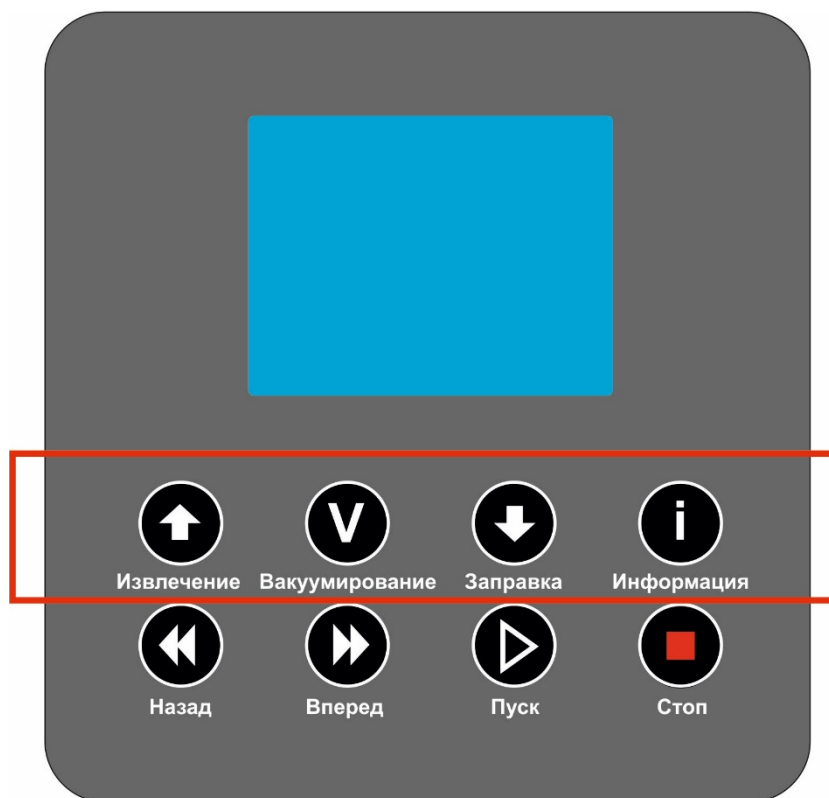 V i
Извлечение Вакуумирование Заправка Информация
Назад Вперед Пуск Стоп